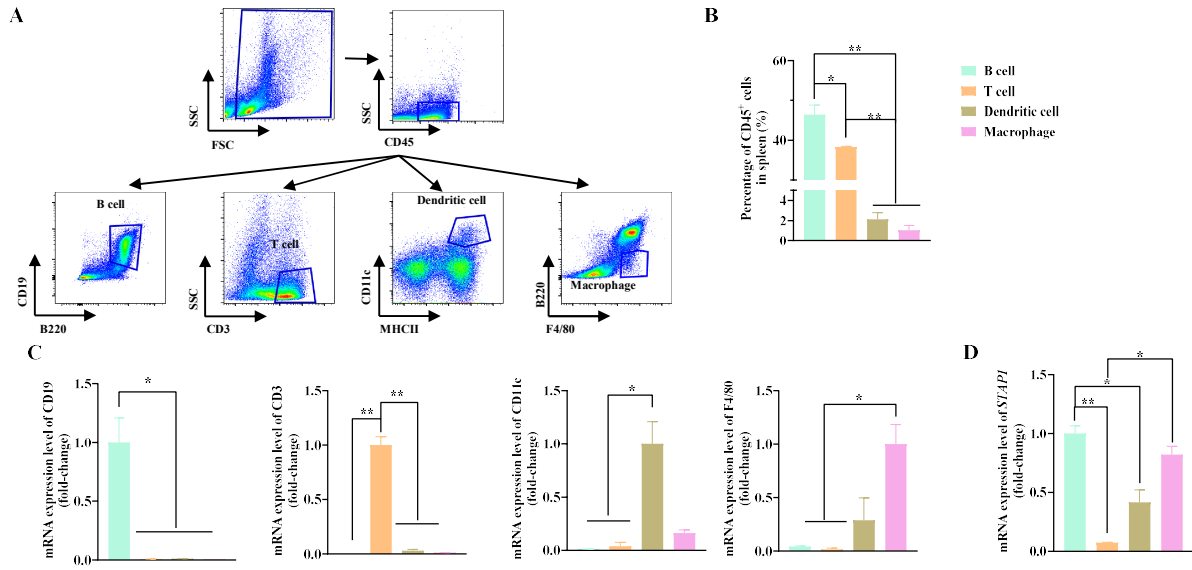 A
SSC
FSC
SSC
CD45
B cell
CD19
B220
T cell
SSC
CD3
Dendritic cell
CD11c
MHCII
Macrophage
B220
F4/80
B
Percentage of CD45⁺ cells
in spleen (%)
60
40
4
2
0
**
*
**
B cell
T cell
Dendritic cell
Macrophage
C
mRNA expression level of CD19
(fold-change)
1.5
1.0
0.5
0.0
*
mRNA expression level of CD3
(fold-change)
1.5
1.0
0.5
0.0
**
**
mRNA expression level of CD11c
(fold-change)
1.5
1.0
0.5
0.0
*
mRNA expression level of F4/80
(fold-change)
1.5
1.0
0.5
0.0
*
D
mRNA expression level of STAP1
(fold-change)
1.5
1.0
0.5
0.0
*
*
**